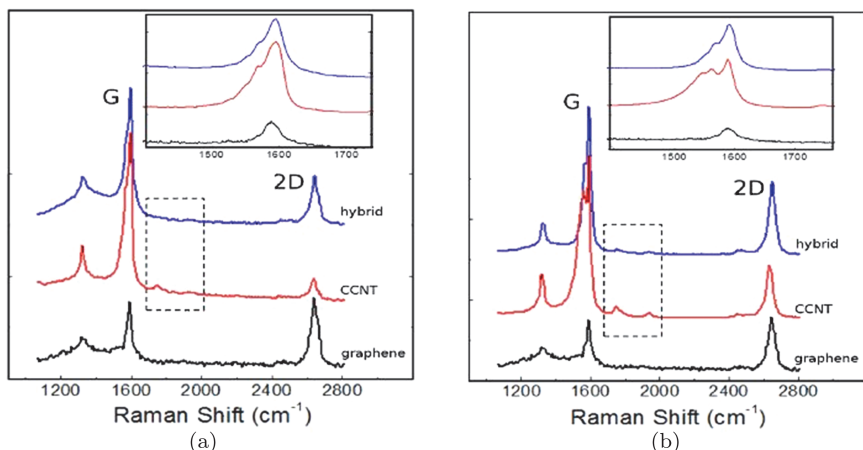 G
1500
1600
1700
2D
hybrid
CCNT
graphene
1200
1600
2000
2400
2800
Raman Shift (cm⁻¹)
(a)
G
1500
1600
1700
2D
hybrid
CCNT
graphene
1200
1600
2000
2400
2800
Raman Shift (cm⁻¹)
(b)